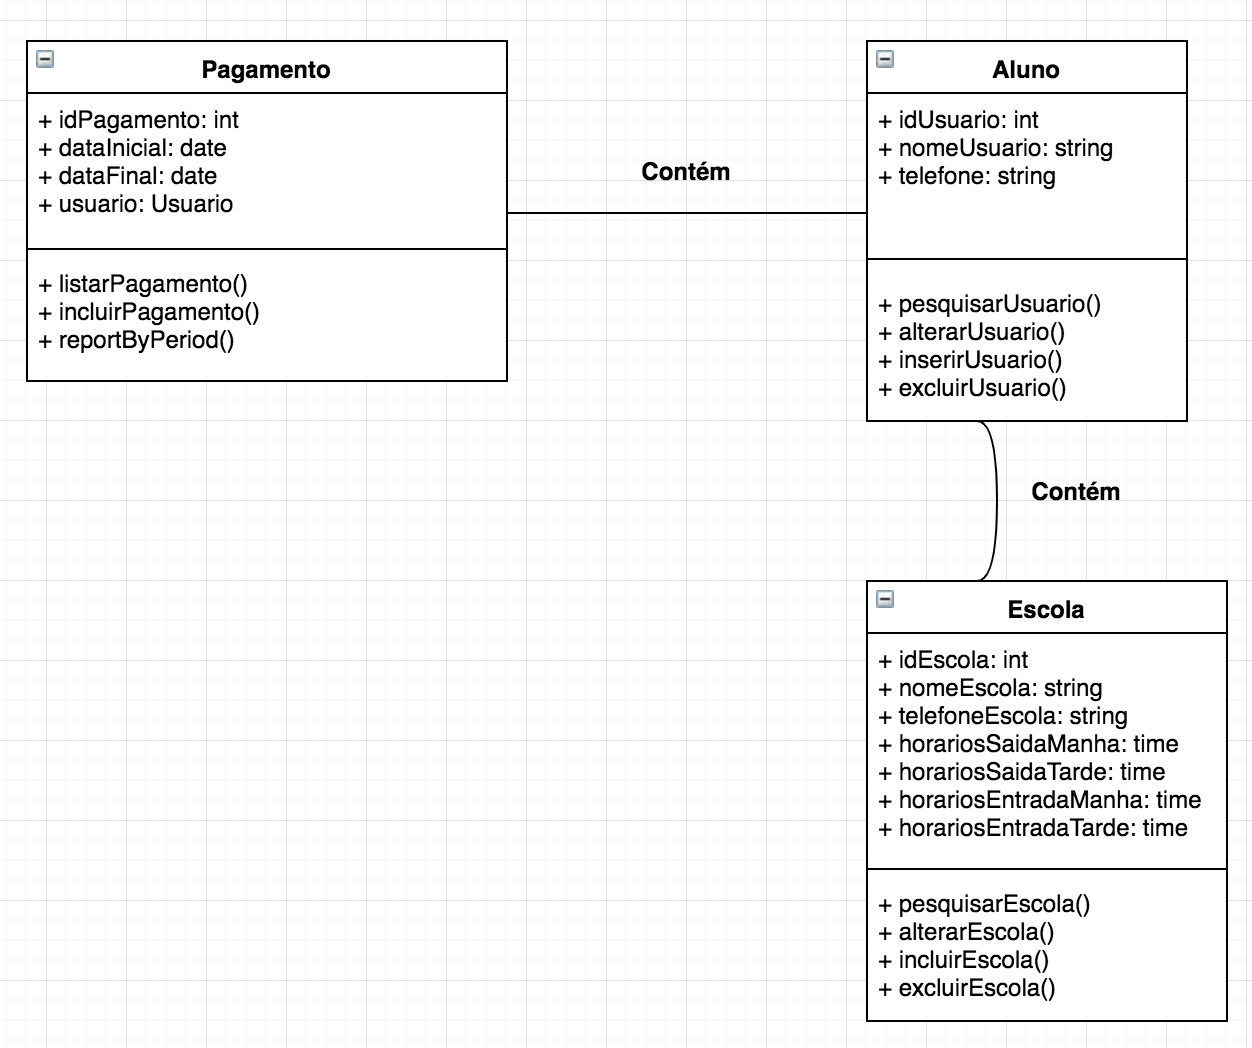 Pagamento
+ idPagamento: int
+ dataInicial: date
+ dataFinal: date
+ usuario: Usuario
+ listarPagamento()
+ incluirPagamento()
+ reportByPeriod()
Contém
Aluno
+ idUsuario: int
+ nomeUsuario: string
+ telefone: string
+ pesquisarUsuario()
+ alterarUsuario()
+ inserirUsuario()
+ excluirUsuario()
Contém
Escola
+ idEscola: int
+ nomeEscola: string
+ telefoneEscola: string
+ horariosSaidaManha: time
+ horariosSaidaTarde: time
+ horariosEntradaManha: time
+ horariosEntradaTarde: time
+ pesquisarEscola()
+ alterarEscola()
+ incluirEscola()
+ excluirEscola()